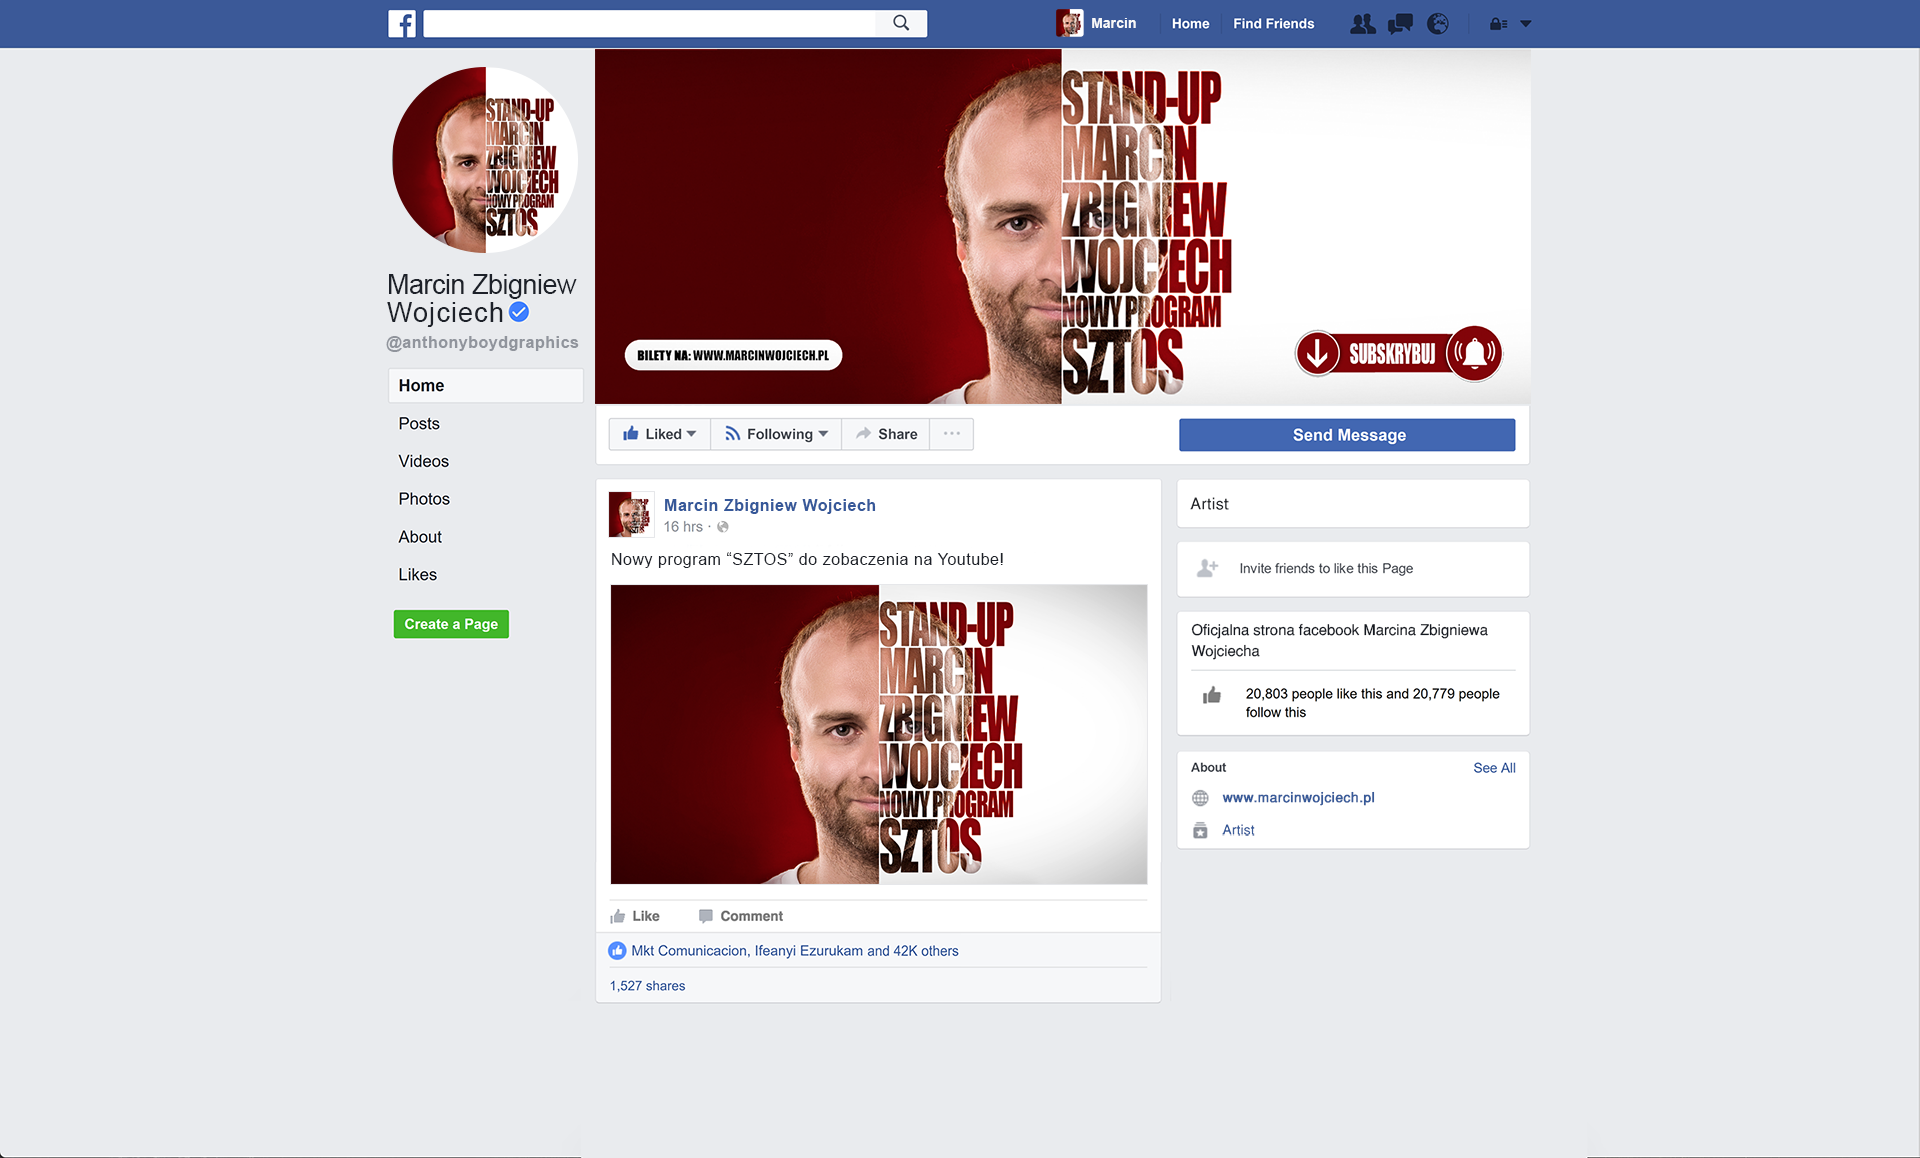 f
Marcin
Home
Find Friends
STAND-UP
MARCIN
ZBIGNIEW
WOJCIECH
NOWY PROGRAM
SZTOS
Marcin Zbigniew
Wojciech
@anthonyboydgraphics
Home
Posts
Videos
Photos
About
Likes
Create a Page
STAND-UP
MARCIN
ZBIGNIEW
WOJCIECH
NOWY PROGRAM
SZTOS
BILETY NA: WWW.MARCINWOJCIECH.PL
SUBSKRYBUJ
Liked
Following
Share
Send Message
Marcin Zbigniew Wojciech
16 hrs ·
Nowy program “SZTOS” do zobaczenia na Youtube!
STAND-UP
MARCIN
ZBIGNIEW
WOJCIECH
NOWY PROGRAM
SZTOS
Like
Comment
Mkt Comunicacion, Ifeanyi Ezurukam and 42K others
1,527 shares
Artist
Invite friends to like this Page
Oficjalna strona facebook Marcina Zbigniewa
Wojciecha
20,803 people like this and 20,779 people
follow this
About
See All
www.marcinwojciech.pl
Artist